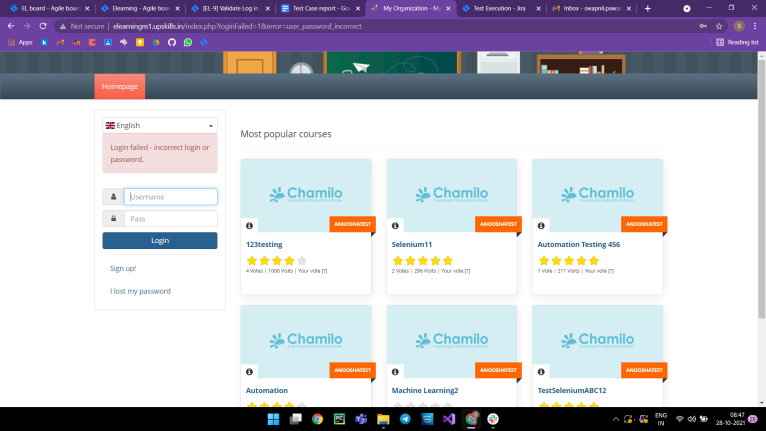 EL board - Agile boar
Elearning - Agile boar
[EL-9] Validate Log in
Test Case report - Goo
My Organization - My
Test Execution - Jira
Inbox - swapnil.pawa
Not secure | elearningm1.upskills.in/index.php?loginFailed=1&error=user_password_incorrect
S
Apps
Reading list
Homepage
English
Login failed - incorrect login or
password.
Username
Pass
Login
Sign up!
I lost my password
Most popular courses
Chamilo
ANOOSHATEST
123testing
4 Votes | 1006 Visits | Your vote [?]
Chamilo
ANOOSHATEST
Selenium11
2 Votes | 296 Visits | Your vote [?]
Chamilo
ANOOSHATEST
Automation Testing 456
1 Vote | 211 Visits | Your vote [?]
Chamilo
ANOOSHATEST
Automation
Chamilo
ANOOSHATEST
Machine Learning2
Chamilo
ANOOSHATEST
TestSeleniumABC12
ENG
IN
08:47
28-10-2021